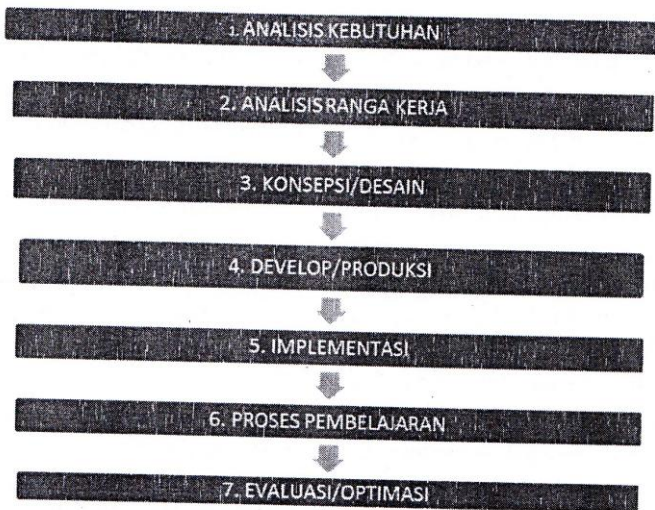 1. ANALISIS KEBUTUHAN
2. ANALISIS RANGA KERJA
3. KONSEPSI/DESAIN
4. DEVELOP/PRODUKSI
5. IMPLEMENTASI
6. PROSES PEMBELAJARAN
7. EVALUASI/OPTIMASI